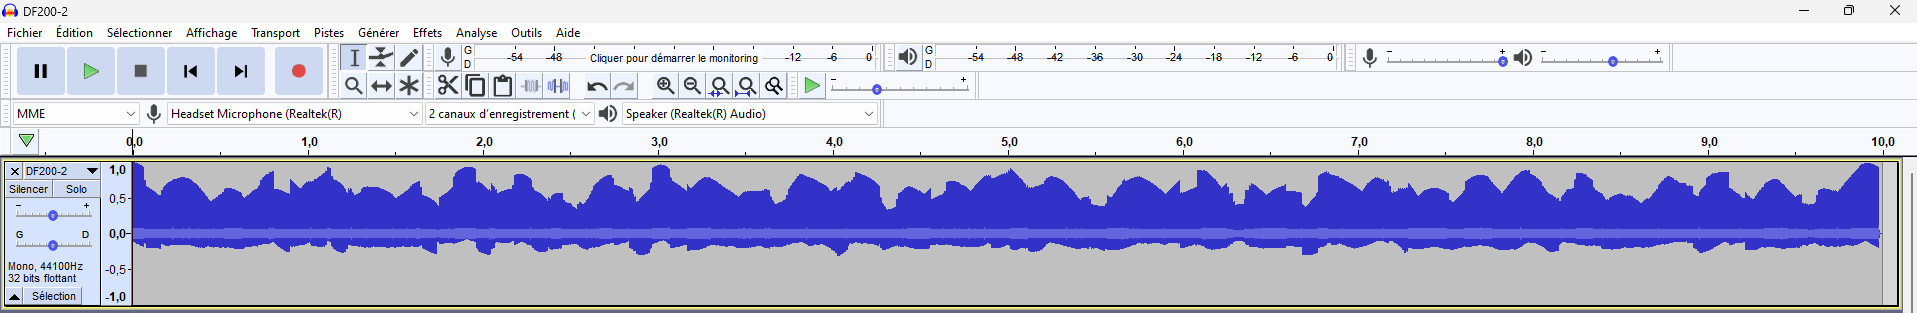 DF200-2
Fichier Édition Sélectionner Affichage Transport Pistes Générer Effets Analyse Outils Aide
G D -54 -48 Cliquer pour démarrer le monitoring -12 -6 0
G D -54 -48 -42 -36 -30 -24 -18 -12 -6 0
- +
- +
- +
MME Headset Microphone (Realtek(R) 2 canaux d'enregistrement ( Speaker (Realtek(R) Audio)
0,0 1,0 2,0 3,0 4,0 5,0 6,0 7,0 8,0 9,0 10,0
DF200-2 1,0
Silencer Solo
- + 0,5
G D 0,0
Mono, 44100Hz -0,5
32 bits flottant
Sélection -1,0